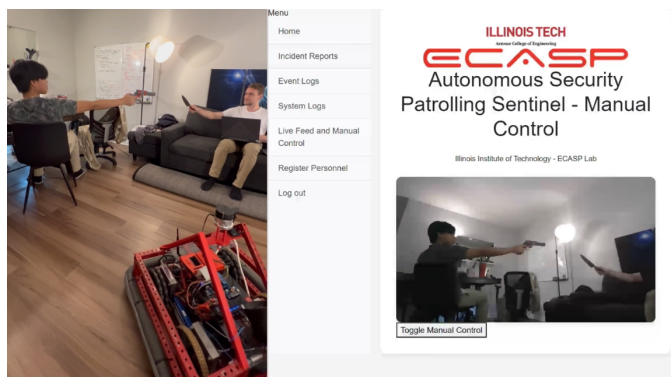 Menu
Home
Incident Reports
Event Logs
System Logs
Live Feed and Manual
Control
Register Personnel
Log out
ILLINOIS TECH
Armour College of Engineering
ECASP
Autonomous Security
Patrolling Sentinel - Manual
Control
Illinois Institute of Technology - ECASP Lab
Toggle Manual Control